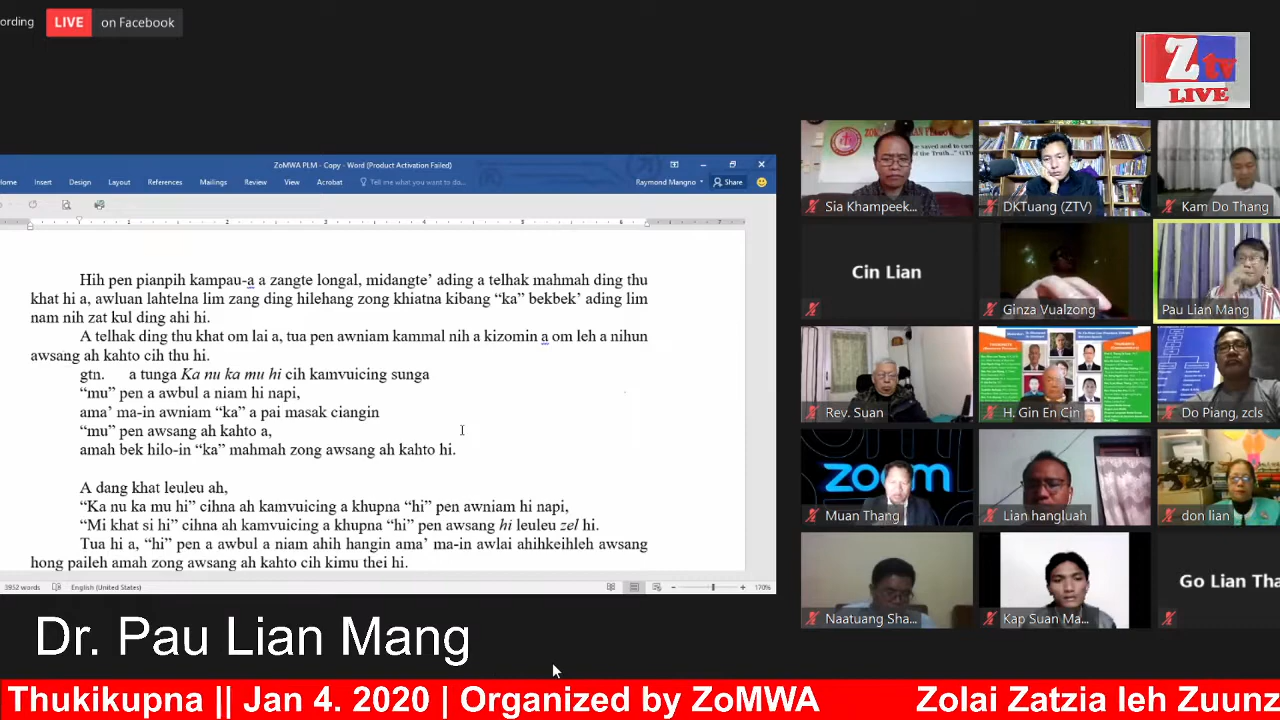 ording
LIVE on Facebook
Z tv
LIVE
ZoMWA PLM - Copy - Word (Product Activation Failed)
Home Insert Design Layout References Mailings Review View Acrobat Tell me what you want to do... Raymond Mangno Share
Hih pen pianpih kampau-a a zangte longal, midangte’ ading a telhak mahmah ding thu
khat hi a, awluan lahtelna lim zang ding hilehang zong khiatna kibang “ka” bekbek’ ading lim
nam nih zat kul ding ahi hi.
A telhak ding thu khat om lai a, tua pen awniam kammal nih a kizomin a om leh a nihun
awsang ah kahto cih thu hi.
gtn. a tunga Ka nu ka mu hi cih kamvuicing sunga
“mu” pen a awbul a niam hi napi,
ama’ ma-in awniam “ka” a pai masak ciangin
“mu” pen awsang ah kahto a,
amah bek hilo-in “ka” mahmah zong awsang ah kahto hi.
A dang khat leuleu ah,
“Ka nu ka mu hi” cihna ah kamvuicing a khupna “hi” pen awniam hi napi,
“Mi khat si hi” cihna ah kamvuicing a khupna “hi” pen awsang hi leuleu zel hi.
Tua hi a, “hi” pen a awbul a niam ahih hangin ama’ ma-in awlai ahihkeihleh awsang
hong paileh amah zong awsang ah kahto cih kimu thei hi.
3952 words English (United States) 170%
Sia Khampeek...
DKTuang (ZTV)
Kam Do Thang
Cin Lian
Ginza Vualzong
Pau Lian Mang
Rev. Suan
H. Gin En Cin
Do Piang, zcls
zoom
Muan Thang
Lian hangluah
don lian
Naatuang Sha...
Kap Suan Ma...
Go Lian Tha
Dr. Pau Lian Mang
Thukikupna || Jan 4. 2020 | Organized by ZoMWA Zolai Zatzia leh Zuunz